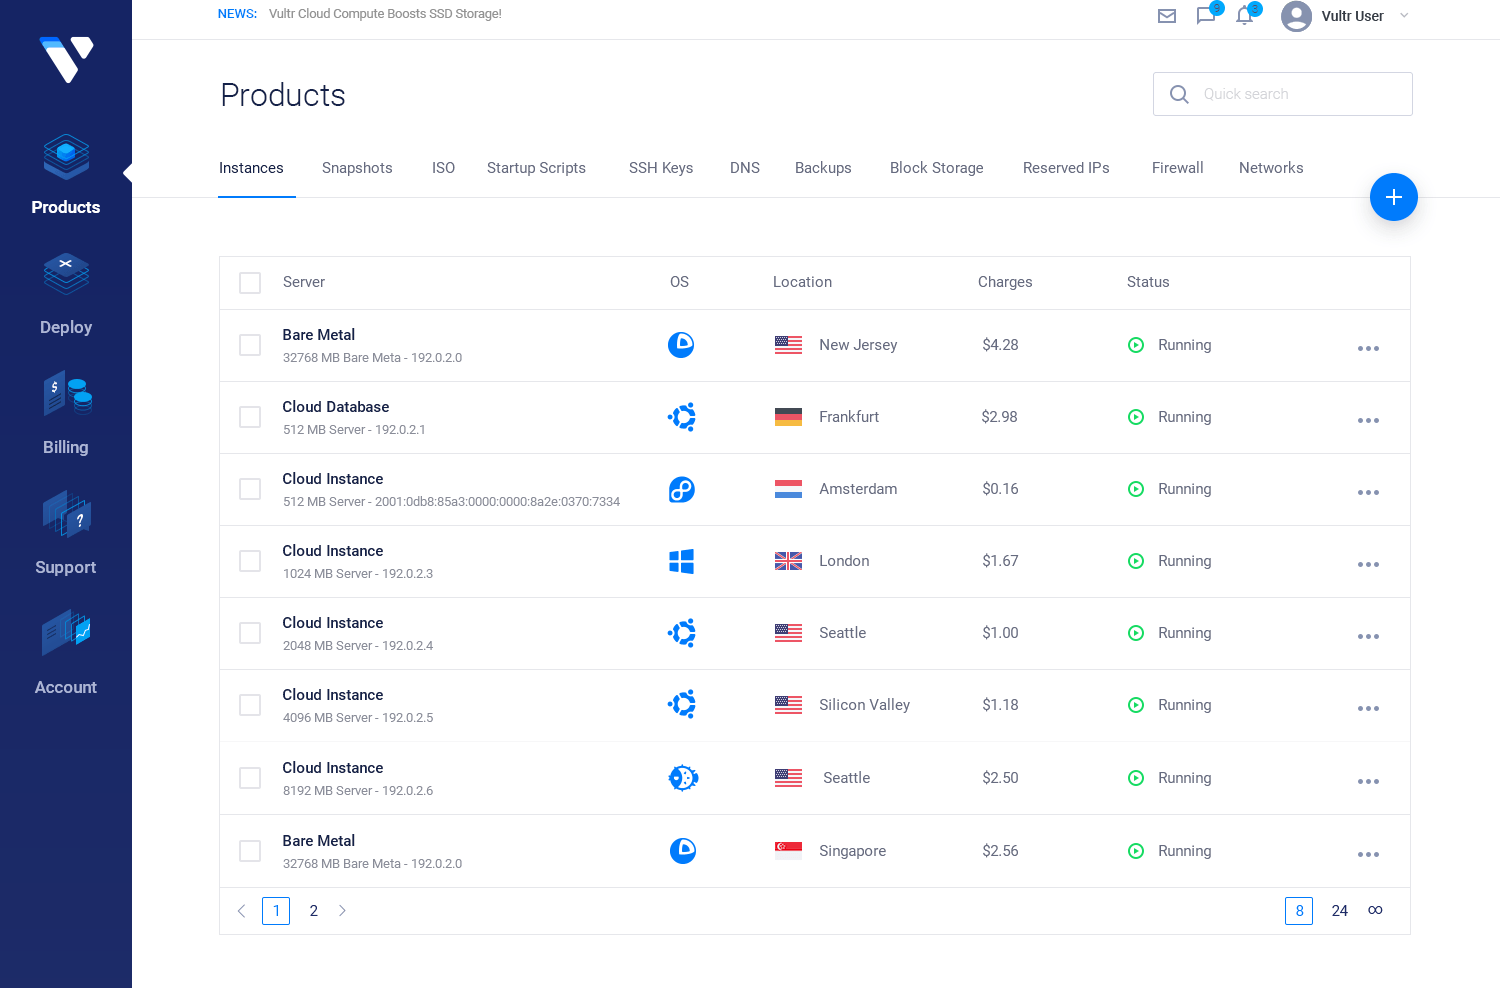 NEWS: Vultr Cloud Compute Boosts SSD Storage!
3
Vultr User
Products
Quick search
Instances Snapshots ISO Startup Scripts SSH Keys DNS Backups Block Storage Reserved IPs Firewall Networks
Products
Deploy
$
Billing
?
Support
Account
Server OS Location Charges Status
Bare Metal
32768 MB Bare Meta - 192.0.2.0
New Jersey $4.28 Running
Cloud Database
512 MB Server - 192.0.2.1
Frankfurt $2.98 Running
Cloud Instance
512 MB Server - 2001:0db8:85a3:0000:0000:8a2e:0370:7334
Amsterdam $0.16 Running
Cloud Instance
1024 MB Server - 192.0.2.3
London $1.67 Running
Cloud Instance
2048 MB Server - 192.0.2.4
Seattle $1.00 Running
Cloud Instance
4096 MB Server - 192.0.2.5
Silicon Valley $1.18 Running
Cloud Instance
8192 MB Server - 192.0.2.6
Seattle $2.50 Running
Bare Metal
32768 MB Bare Meta - 192.0.2.0
Singapore $2.56 Running
1 2
8 24 ∞